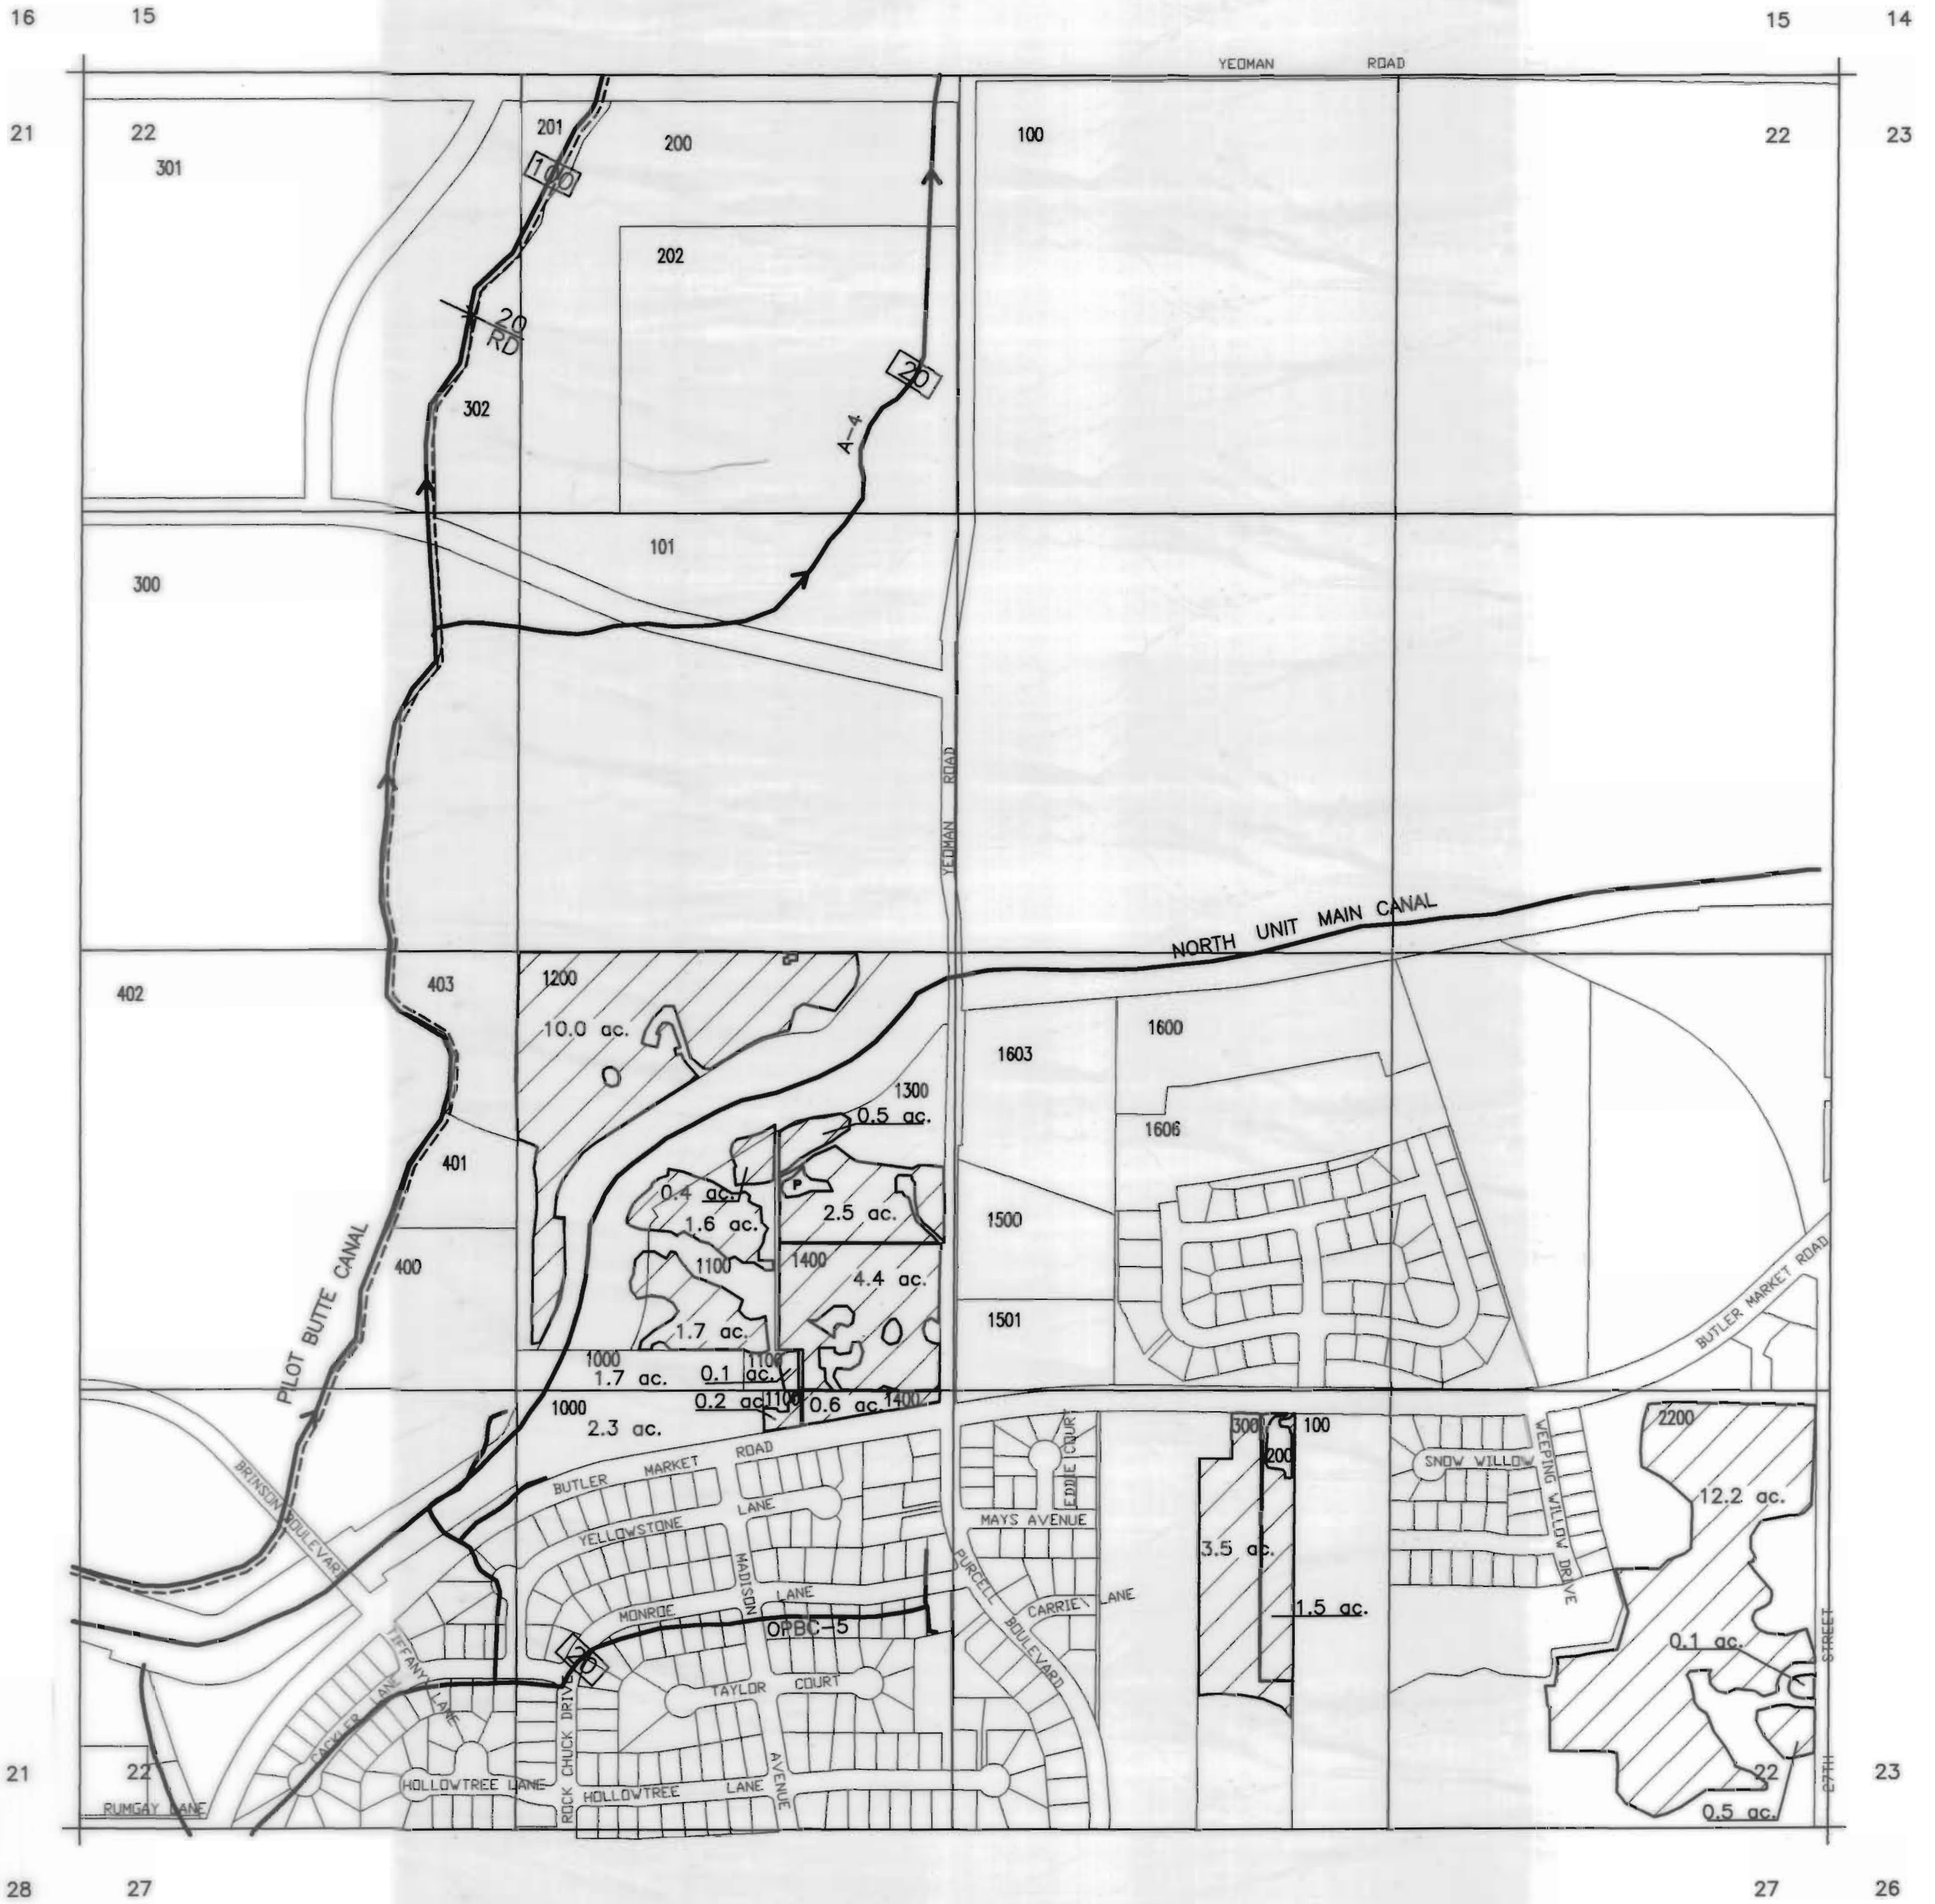 16 15 15 14
YEOMAN ROAD
21 22 22 23
301
201
200
100
100
202
20
RD
20
302
A-4
101
300
YEOMAN ROAD
NORTH UNIT MAIN CANAL
402
403
1200
10.0 ac.
1603
1600
1300
0.5 ac.
1606
401
0.4 ac.
P
1.6 ac.
2.5 ac.
1500
400
1100
1400
4.4 ac.
PILOT BUTTE CANAL
BUTLER MARKET ROAD
1501
1.7 ac.
1000
1100
1.7 ac.
0.1 ac.
0.2 ac
1100
0.6 ac.
1400
1000
2.3 ac.
300
200
100
2200
BUTLER MARKET ROAD
EDDIE COURT
SNOW WILLOW
WEEPING WILLOW DRIVE
12.2 ac.
BRINSON BOULEVARD
YELLOWSTONE LANE
MAYS AVENUE
3.5 ac.
MADISON
PURCELL BOULEVARD
MONROE LANE
CARRIE LANE
1.5 ac.
OPBC-5
20
TIFFANY LANE
0.1 ac.
27TH STREET
TAYLOR COURT
CACKLER LANE
ROCK CHUCK DRIVE
AVENUE
21 22 22 23
HOLLOWTREE LANE
HOLLOWTREE LANE
RUMGAY LANE
0.5 ac.
28 27 27 26